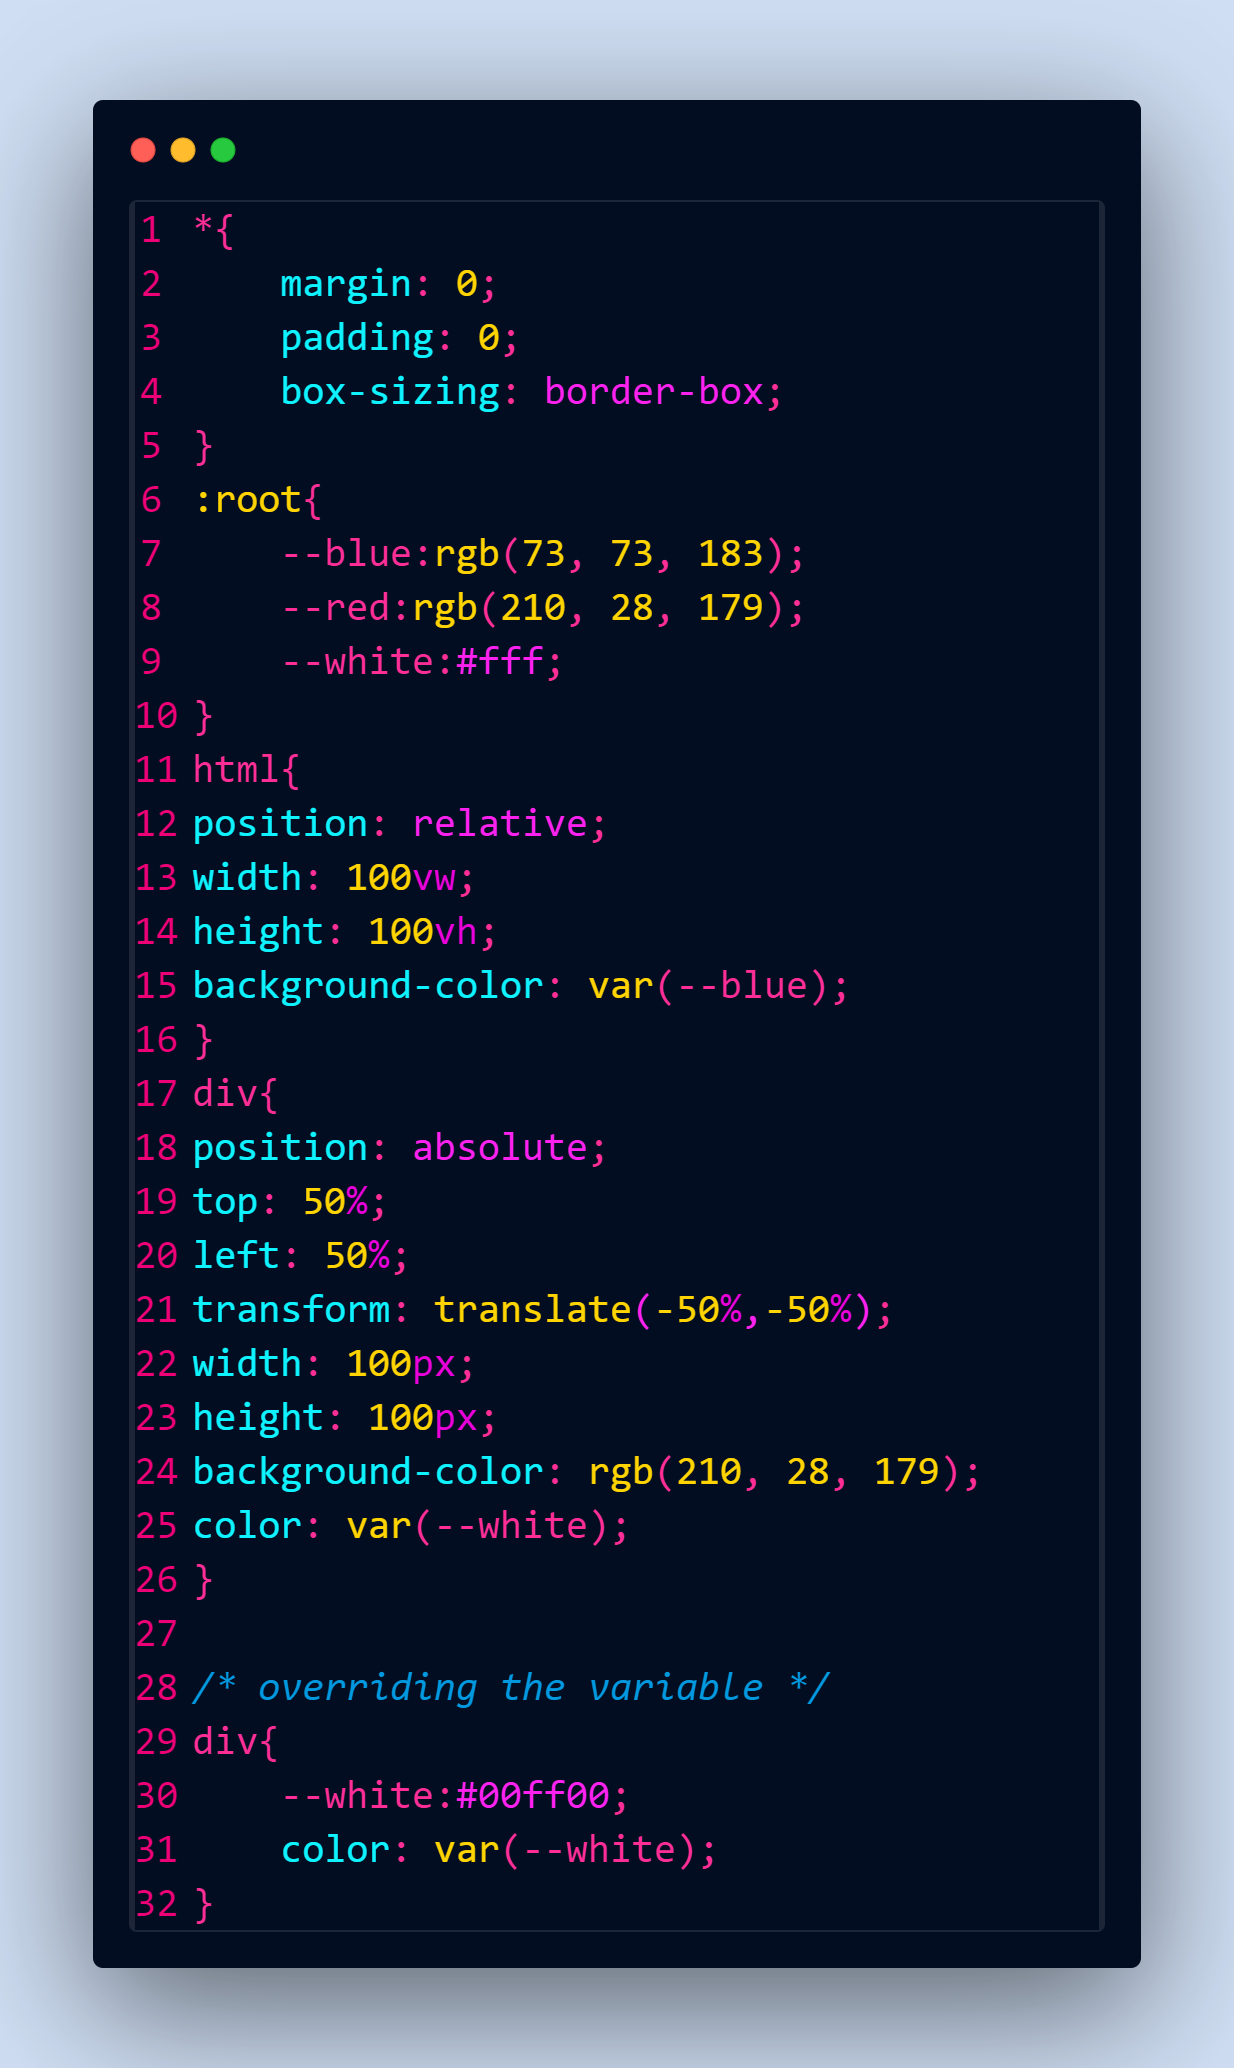 1 *{
2     margin: 0;
3     padding: 0;
4     box-sizing: border-box;
5 }
6 :root{
7     --blue:rgb(73, 73, 183);
8     --red:rgb(210, 28, 179);
9     --white:#fff;
10 }
11 html{
12 position: relative;
13 width: 100vw;
14 height: 100vh;
15 background-color: var(--blue);
16 }
17 div{
18 position: absolute;
19 top: 50%;
20 left: 50%;
21 transform: translate(-50%,-50%);
22 width: 100px;
23 height: 100px;
24 background-color: rgb(210, 28, 179);
25 color: var(--white);
26 }
27
28 /* overriding the variable */
29 div{
30     --white:#00ff00;
31     color: var(--white);
32 }